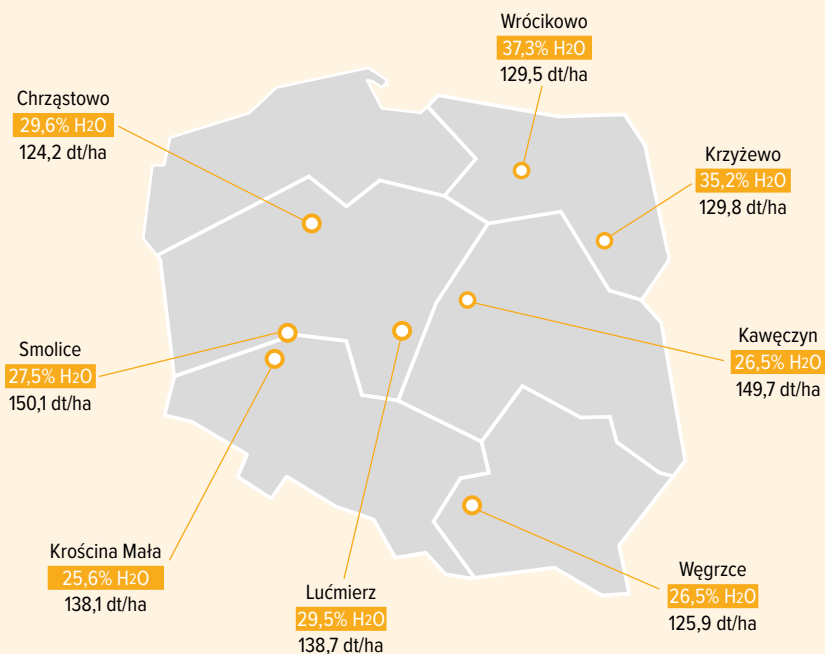 Wrócikowo
37,3% H2O
129,5 dt/ha
Chrząstowo
29,6% H2O
124,2 dt/ha
Krzyżewo
35,2% H2O
129,8 dt/ha
Kawęczyn
26,5% H2O
149,7 dt/ha
Smolice
27,5% H2O
150,1 dt/ha
Krościna Mała
25,6% H2O
138,1 dt/ha
Lućmierz
29,5% H2O
138,7 dt/ha
Węgrzce
26,5% H2O
125,9 dt/ha